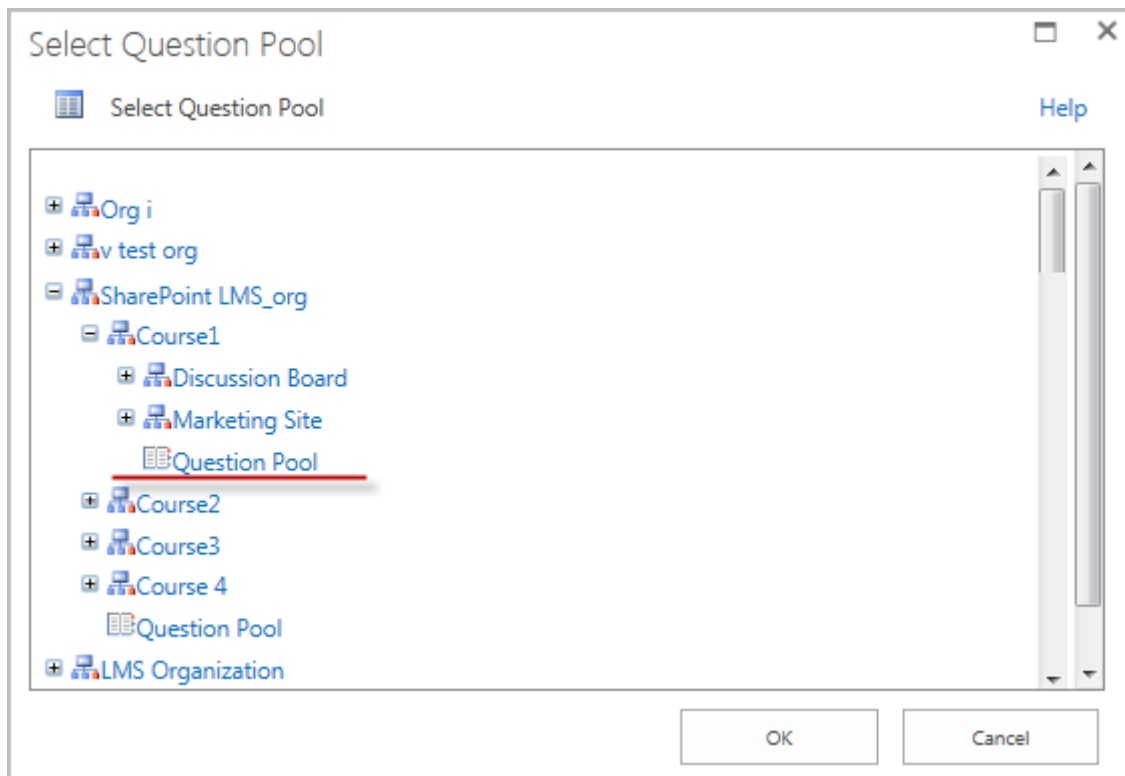 Select Question Pool
Select Question Pool Help
Org i
v test org
SharePoint LMS_org
Course1
Discussion Board
Marketing Site
Question Pool
Course2
Course3
Course 4
Question Pool
LMS Organization
OK Cancel